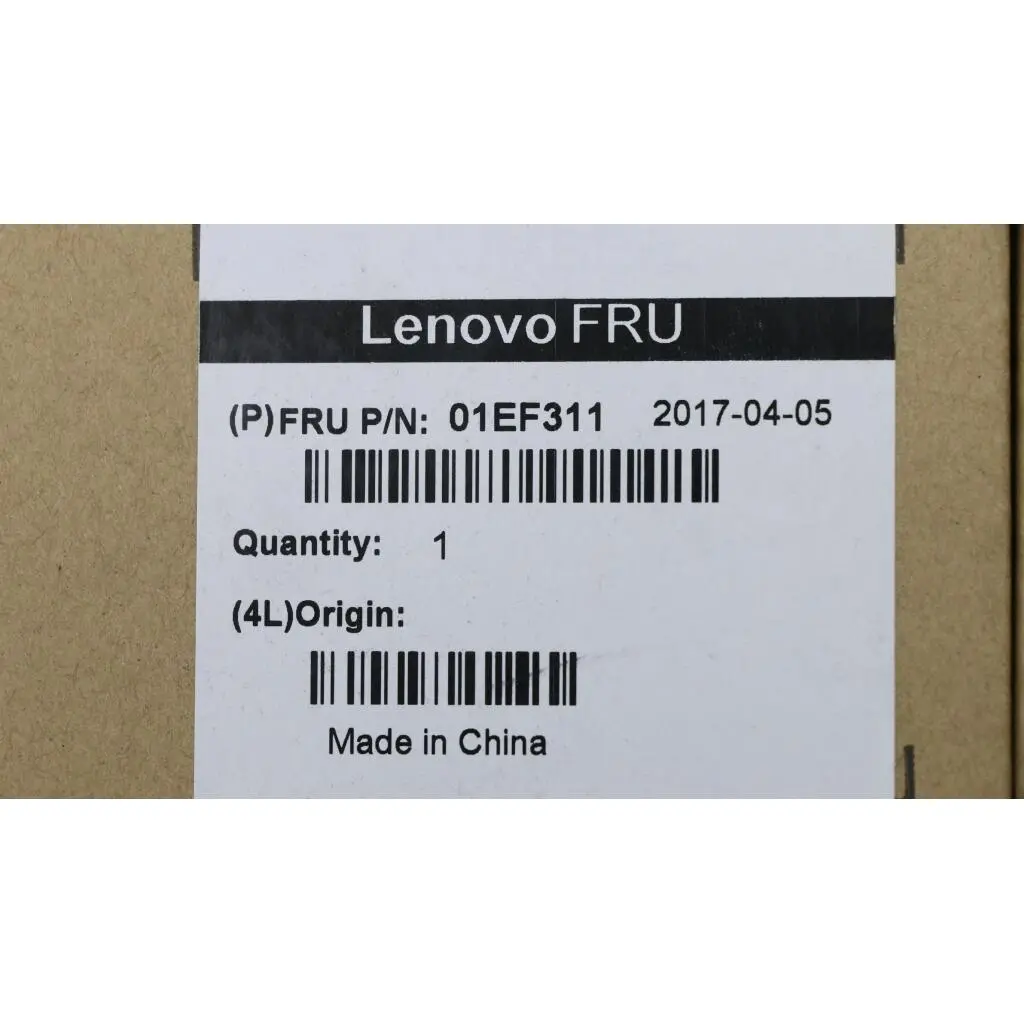 Lenovo FRU
(P)FRU P/N: 01EF311 2017-04-05
Quantity: 1
(4L)Origin:
Made in China